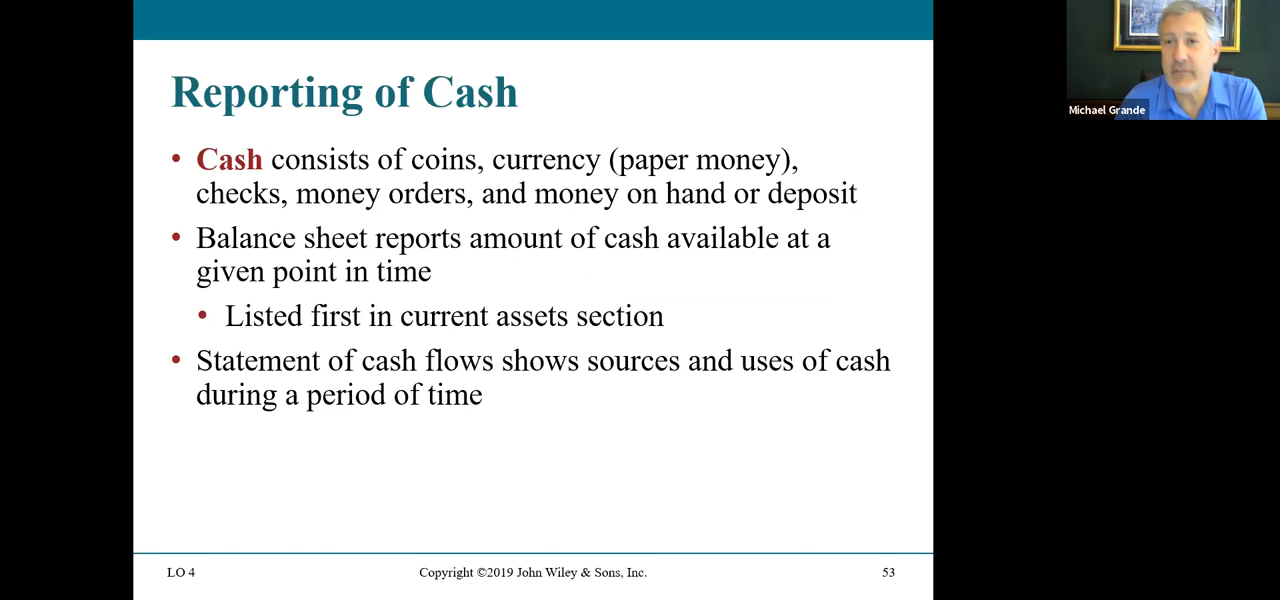 Reporting of Cash
• Cash consists of coins, currency (paper money),
checks, money orders, and money on hand or deposit
• Balance sheet reports amount of cash available at a
given point in time
• Listed first in current assets section
• Statement of cash flows shows sources and uses of cash
during a period of time
LO 4
Copyright ©2019 John Wiley & Sons, Inc.
53
Michael Grande